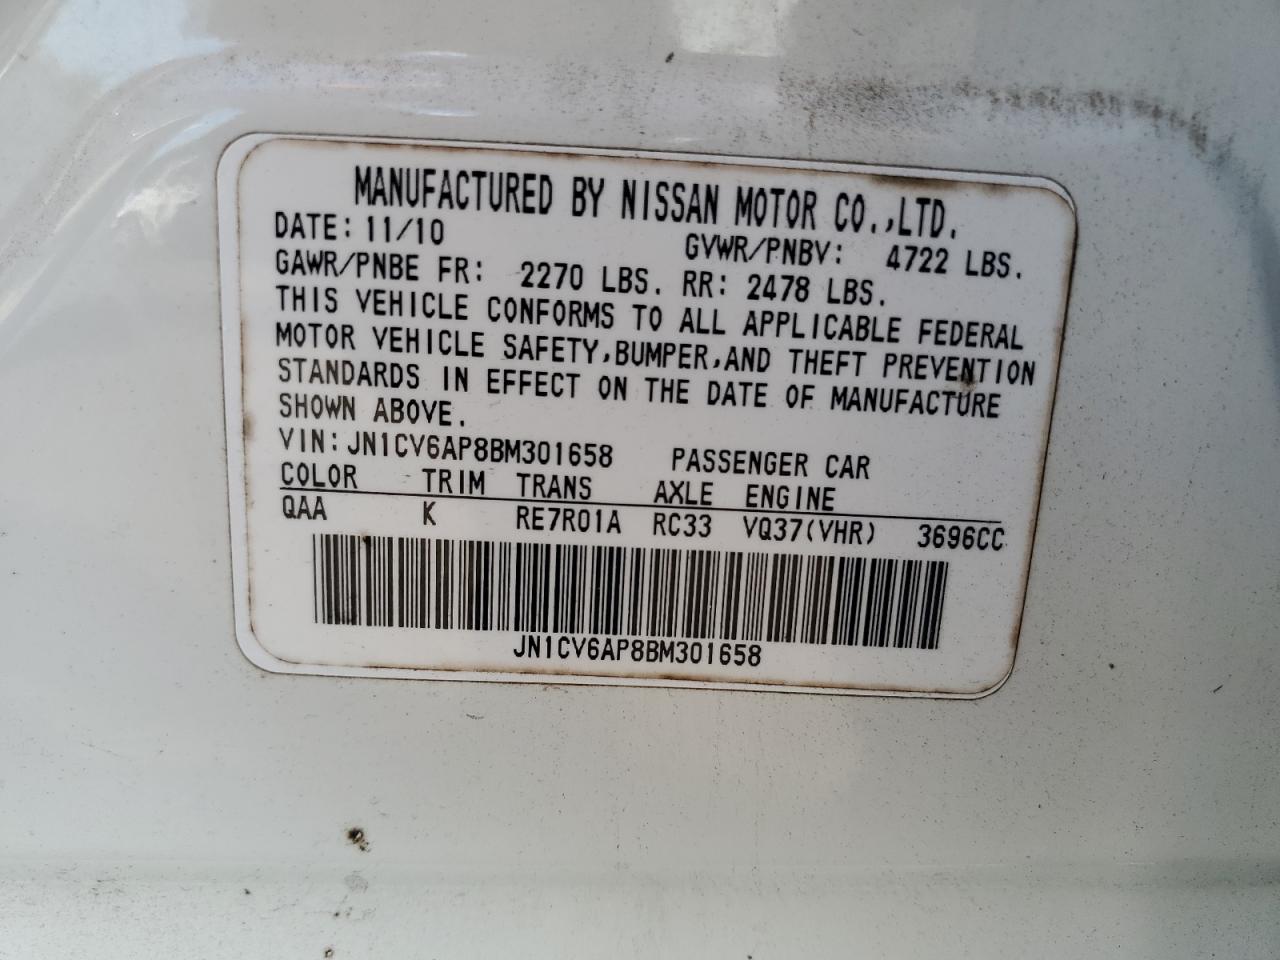 MANUFACTURED BY NISSAN MOTOR CO.,LTD.
DATE: 11/10 GVWR/PNBV: 4722 LBS.
GAWR/PNBE FR: 2270 LBS. RR: 2478 LBS.
THIS VEHICLE CONFORMS TO ALL APPLICABLE FEDERAL
MOTOR VEHICLE SAFETY,BUMPER,AND THEFT PREVENTION
STANDARDS IN EFFECT ON THE DATE OF MANUFACTURE
SHOWN ABOVE.
VIN: JN1CV6AP8BM301658 PASSENGER CAR
COLOR TRIM TRANS AXLE ENGINE
QAA K RE7R01A RC33 VQ37(VHR) 3696CC
JN1CV6AP8BM301658